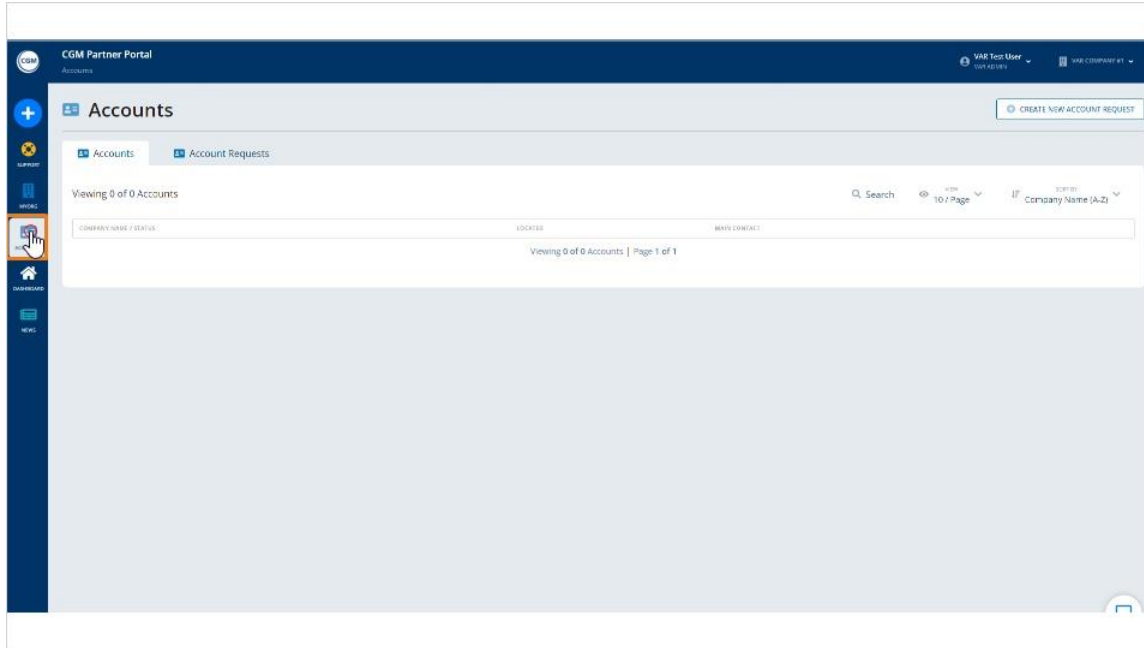 CGM
CGM Partner Portal
Accounts
VAR Test User
VAR ADMIN
VAR COMPANY #1
Accounts
CREATE NEW ACCOUNT REQUEST
SUPPORT
Accounts
Account Requests
MYORG
Viewing 0 of 0 Accounts
Search
VIEW
10 / Page
SORT BY
Company Name (A-Z)
COMPANY NAME / STATUS
LOCATED
MAIN CONTACT
Viewing 0 of 0 Accounts | Page 1 of 1
DASHBOARD
NEWS